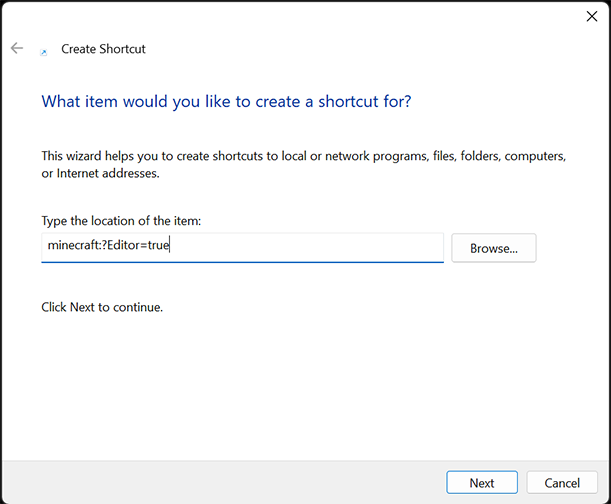 Create Shortcut
What item would you like to create a shortcut for?
This wizard helps you to create shortcuts to local or network programs, files, folders, computers,
or Internet addresses.
Type the location of the item:
minecraft:?Editor=true
Browse...
Click Next to continue.
Next
Cancel